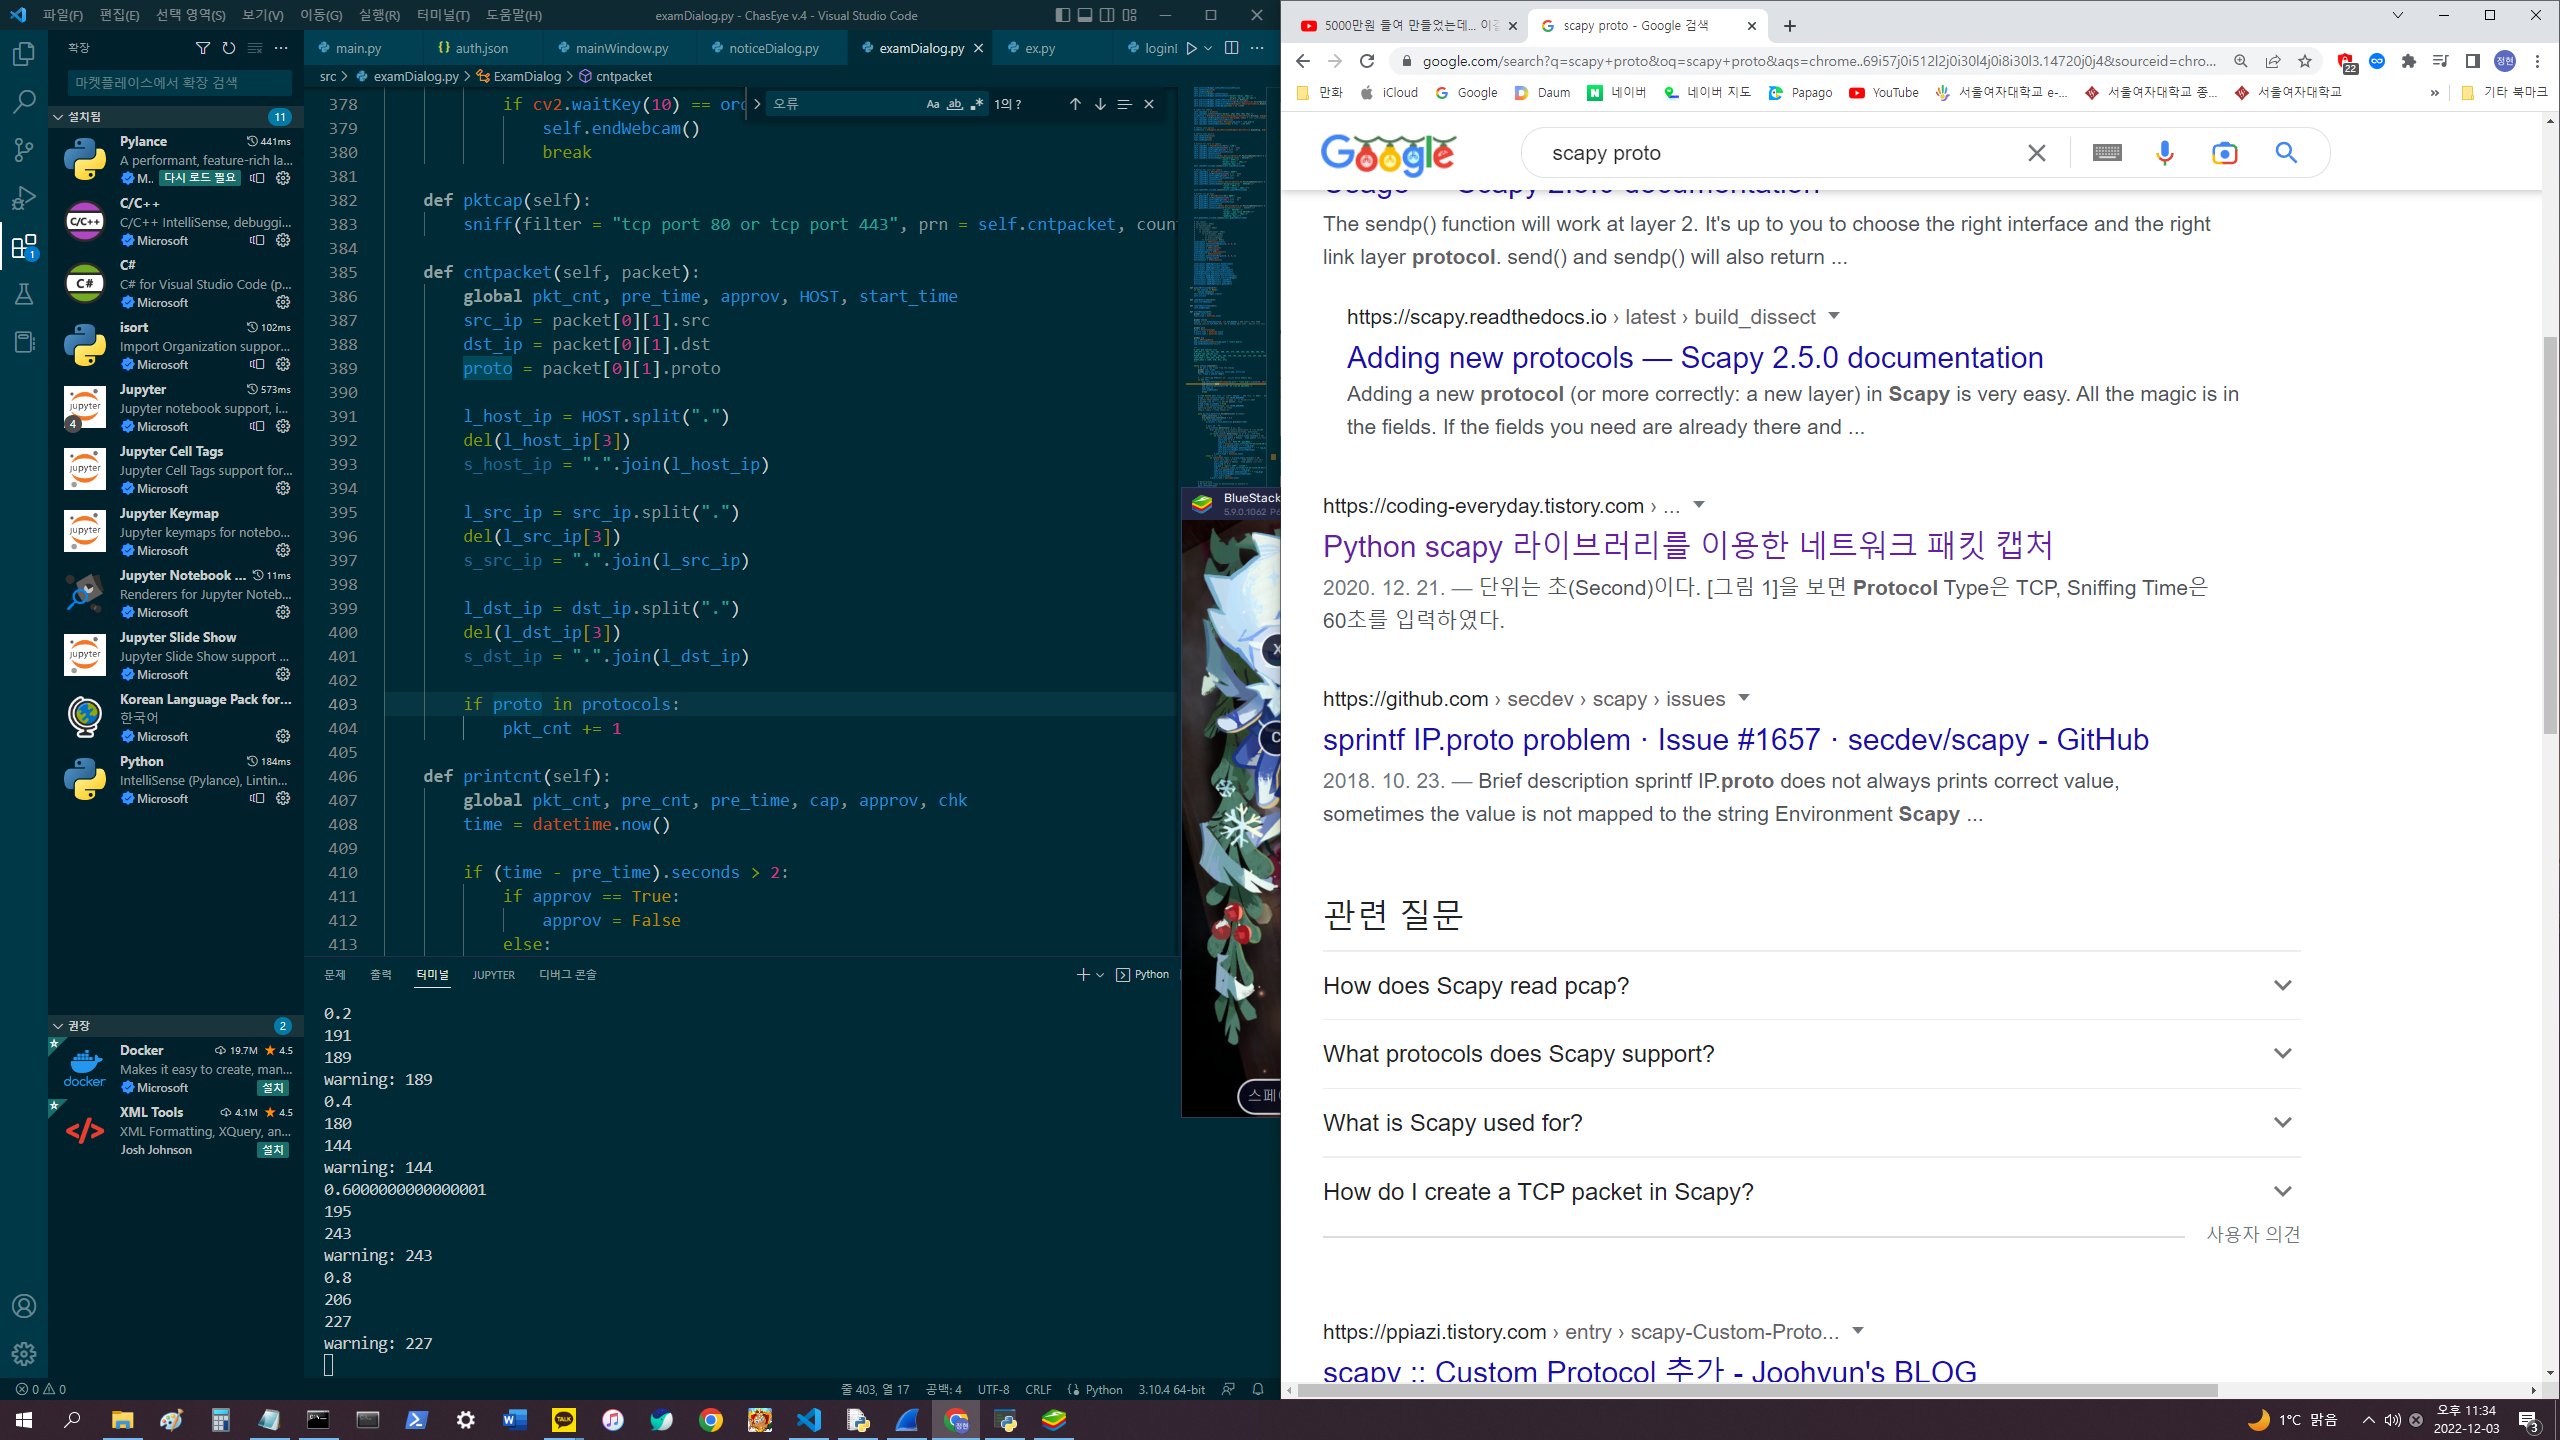 파일(F) 편집(E) 선택 영역(S) 보기(V) 이동(G) 실행(R) 터미널(T) 도움말(H)
examDialog.py - ChasEye v.4 - Visual Studio Code
확장
마켓플레이스에서 확장 검색
설치됨 11
Pylance 441ms
A performant, feature-rich la...
M.. 다시 로드 필요
C/C++
C/C++ IntelliSense, debuggi...
Microsoft
C#
C# for Visual Studio Code (p...
Microsoft
isort 102ms
Import Organization suppor...
Microsoft
Jupyter 573ms
Jupyter notebook support, i...
Microsoft
4
Jupyter Cell Tags
Jupyter Cell Tags support for...
Microsoft
Jupyter Keymap
Jupyter keymaps for notebo...
Microsoft
Jupyter Notebook ... 11ms
Renderers for Jupyter Noteb...
Microsoft
Jupyter Slide Show
Jupyter Slide Show support ...
Microsoft
Korean Language Pack for...
한국어
Microsoft
Python 184ms
IntelliSense (Pylance), Lintin...
Microsoft
권장 2
Docker 19.7M 4.5
Makes it easy to create, man...
Microsoft 설치
XML Tools 4.1M 4.5
XML Formatting, XQuery, an...
Josh Johnson 설치
main.py auth.json mainWindow.py noticeDialog.py examDialog.py ex.py
src > examDialog.py > ExamDialog > cntpacket
오류 Aa ab 1의 ?
378 if cv2.waitKey(10) == ord
379 self.endWebcam()
380 break
381
382 def pktcap(self):
383 sniff(filter = "tcp port 80 or tcp port 443", prn = self.cntpacket, coun
384
385 def cntpacket(self, packet):
386 global pkt_cnt, pre_time, approv, HOST, start_time
387 src_ip = packet[0][1].src
388 dst_ip = packet[0][1].dst
389 proto = packet[0][1].proto
390
391 l_host_ip = HOST.split(".")
392 del(l_host_ip[3])
393 s_host_ip = ".".join(l_host_ip)
394
395 l_src_ip = src_ip.split(".")
396 del(l_src_ip[3])
397 s_src_ip = ".".join(l_src_ip)
398
399 l_dst_ip = dst_ip.split(".")
400 del(l_dst_ip[3])
401 s_dst_ip = ".".join(l_dst_ip)
402
403 if proto in protocols:
404 pkt_cnt += 1
405
406 def printcnt(self):
407 global pkt_cnt, pre_cnt, pre_time, cap, approv, chk
408 time = datetime.now()
409
410 if (time - pre_time).seconds > 2:
411 if approv == True:
412 approv = False
413 else:
문제 출력 터미널 JUPYTER 디버그 콘솔
Python
0.2
191
189
warning: 189
0.4
180
144
warning: 144
0.6000000000000001
195
243
warning: 243
0.8
206
227
warning: 227
0 0
줄 403, 열 17 공백: 4 UTF-8 CRLF Python 3.10.4 64-bit
BlueStack
5.9.0.1062 P6
5000만원 들여 만들었는데... 이걸
scapy proto - Google 검색
google.com/search?q=scapy+proto&oq=scapy+proto&aqs=chrome..69i57j0i512l2j0i30l4j0i8i30l3.14720j0j4&sourceid=chro...
22
정현
만화 iCloud Google Daum 네이버 네이버 지도 Papago YouTube 서울여자대학교 e-... 서울여자대학교 종... 서울여자대학교 » 기타 북마크
scapy proto
The sendp() function will work at layer 2. It's up to you to choose the right interface and the right
link layer protocol. send() and sendp() will also return ...
https://scapy.readthedocs.io › latest › build_dissect
Adding new protocols — Scapy 2.5.0 documentation
Adding a new protocol (or more correctly: a new layer) in Scapy is very easy. All the magic is in
the fields. If the fields you need are already there and ...
https://coding-everyday.tistory.com › ...
Python scapy 라이브러리를 이용한 네트워크 패킷 캡처
2020. 12. 21. — 단위는 초(Second)이다. [그림 1]을 보면 Protocol Type은 TCP, Sniffing Time은
60초를 입력하였다.
https://github.com › secdev › scapy › issues
sprintf IP.proto problem · Issue #1657 · secdev/scapy - GitHub
2018. 10. 23. — Brief description sprintf IP.proto does not always prints correct value,
sometimes the value is not mapped to the string Environment Scapy ...
관련 질문
How does Scapy read pcap?
What protocols does Scapy support?
What is Scapy used for?
How do I create a TCP packet in Scapy?
사용자 의견
https://ppiazi.tistory.com › entry › scapy-Custom-Proto...
scapy :: Custom Protocol 추가 - Joohyun's BLOG
1°C 맑음
오후 11:34
2022-12-03
3